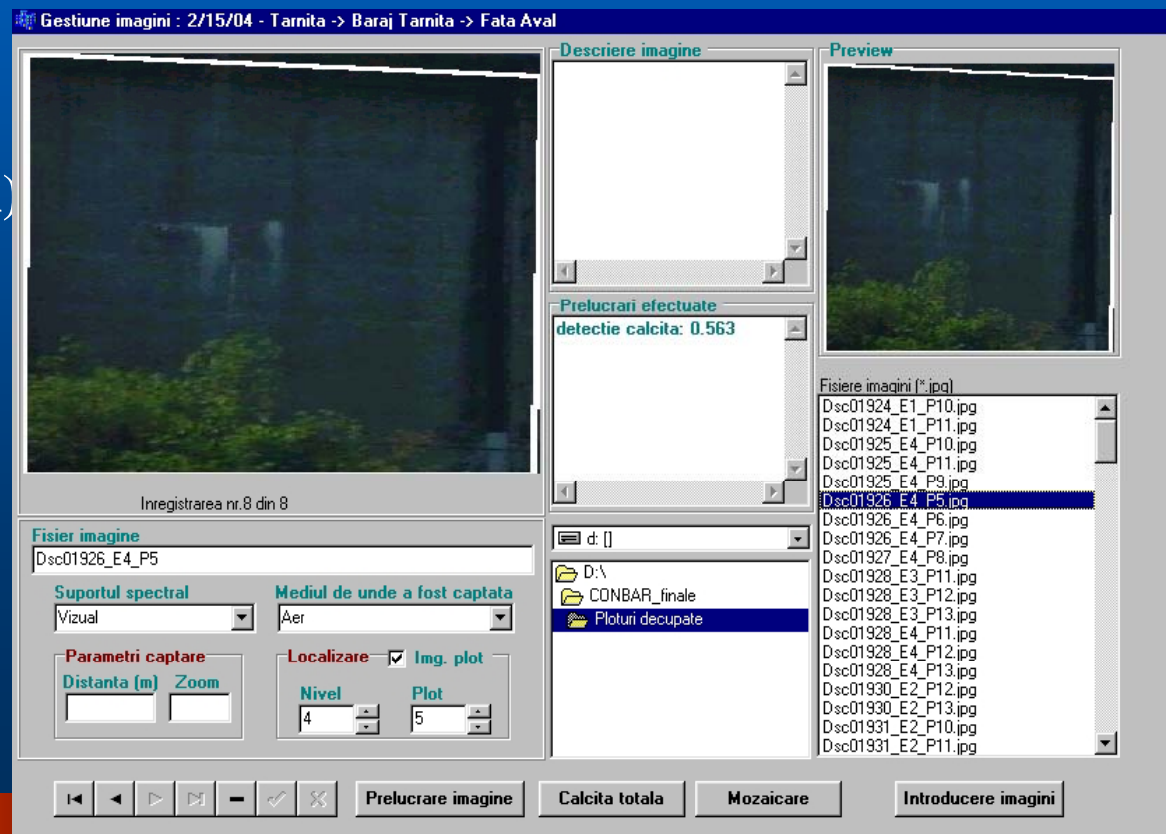 Gestiune imagini : 2/15/04 - Tarnita -> Baraj Tarnita -> Fata Aval
)
Descriere imagine
Preview
Prelucrari efectuate
detectie calcita: 0.563
Inregistrarea nr.8 din 8
Fisier imagine
Dsc01926_E4_P5
Suportul spectral
Mediul de unde a fost captata
Vizual
Aer
Parametri captare
Localizare
Img. plot
Distanta (m)
Zoom
Nivel
Plot
4
5
d: []
D:\
CONBAR_finale
Ploturi decupate
Fisiere imagini (*.jpg)
Dsc01924_E1_P10.jpg
Dsc01924_E1_P11.jpg
Dsc01925_E4_P10.jpg
Dsc01925_E4_P11.jpg
Dsc01925_E4_P9.jpg
Dsc01926_E4_P5.jpg
Dsc01926_E4_P6.jpg
Dsc01926_E4_P7.jpg
Dsc01927_E4_P8.jpg
Dsc01928_E3_P11.jpg
Dsc01928_E3_P12.jpg
Dsc01928_E3_P13.jpg
Dsc01928_E4_P11.jpg
Dsc01928_E4_P12.jpg
Dsc01928_E4_P13.jpg
Dsc01930_E2_P12.jpg
Dsc01930_E2_P13.jpg
Dsc01931_E2_P10.jpg
Dsc01931_E2_P11.jpg
Prelucrare imagine
Calcita totala
Mozaicare
Introducere imagini